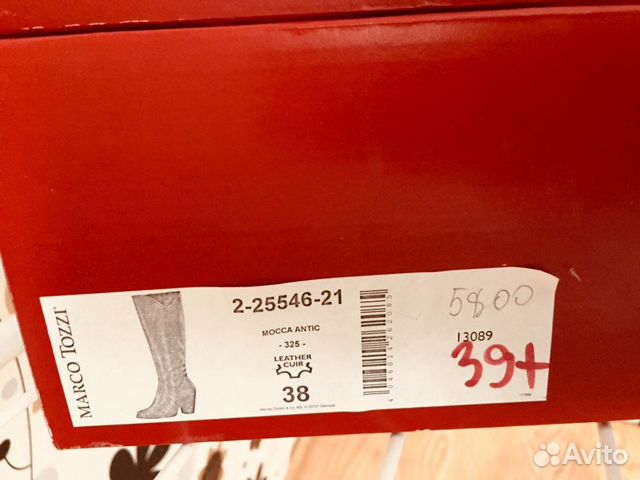 MARCO TOZZI
2-25546-21
MOCCA ANTIC
- 325 -
LEATHER
CUIR
38
5800
13089
39+
Avito